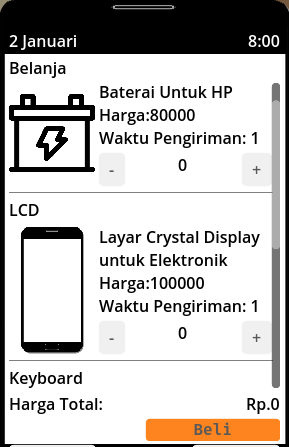 2 Januari 8:00
Belanja
Baterai Untuk HP
Harga:80000
Waktu Pengiriman: 1
- 0 +
LCD
Layar Crystal Display
untuk Elektronik
Harga:100000
Waktu Pengiriman: 1
- 0 +
Keyboard
Harga Total: Rp.0
Beli